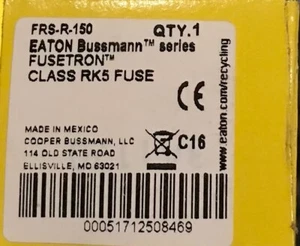 FRS-R-150 QTY.1
EATON Bussmann™ series
FUSETRON™
CLASS RK5 FUSE
CE
www.eaton.com/recycling
MADE IN MEXICO
COOPER BUSSMANN, LLC
114 OLD STATE ROAD
ELLISVILLE, MO 63021
C16
00051712508469